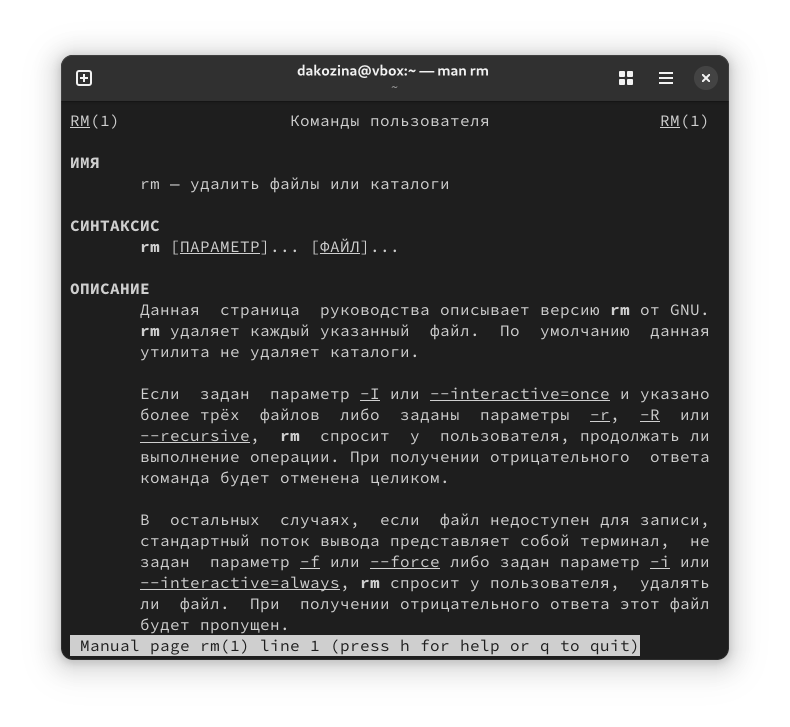 dakozina@vbox:~ — man rm
~
RM(1) Команды пользователя RM(1)
ИМЯ
rm — удалить файлы или каталоги
СИНТАКСИС
rm [ПАРАМЕТР]... [ФАЙЛ]...
ОПИСАНИЕ
Данная страница руководства описывает версию rm от GNU.
rm удаляет каждый указанный файл. По умолчанию данная
утилита не удаляет каталоги.
Если задан параметр -I или --interactive=once и указано
более трёх файлов либо заданы параметры -r, -R или
--recursive, rm спросит у пользователя, продолжать ли
выполнение операции. При получении отрицательного ответа
команда будет отменена целиком.
В остальных случаях, если файл недоступен для записи,
стандартный поток вывода представляет собой терминал, не
задан параметр -f или --force либо задан параметр -i или
--interactive=always, rm спросит у пользователя, удалять
ли файл. При получении отрицательного ответа этот файл
будет пропущен.
Manual page rm(1) line 1 (press h for help or q to quit)